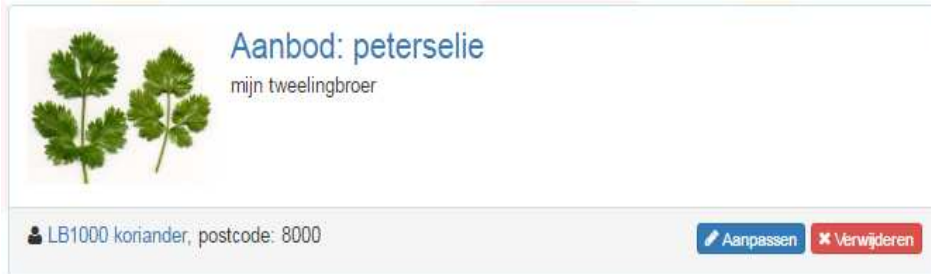 Aanbod: peterselie
mijn tweelingbroer
LB1000 koriander, postcode: 8000
Aanpassen
Verwijderen